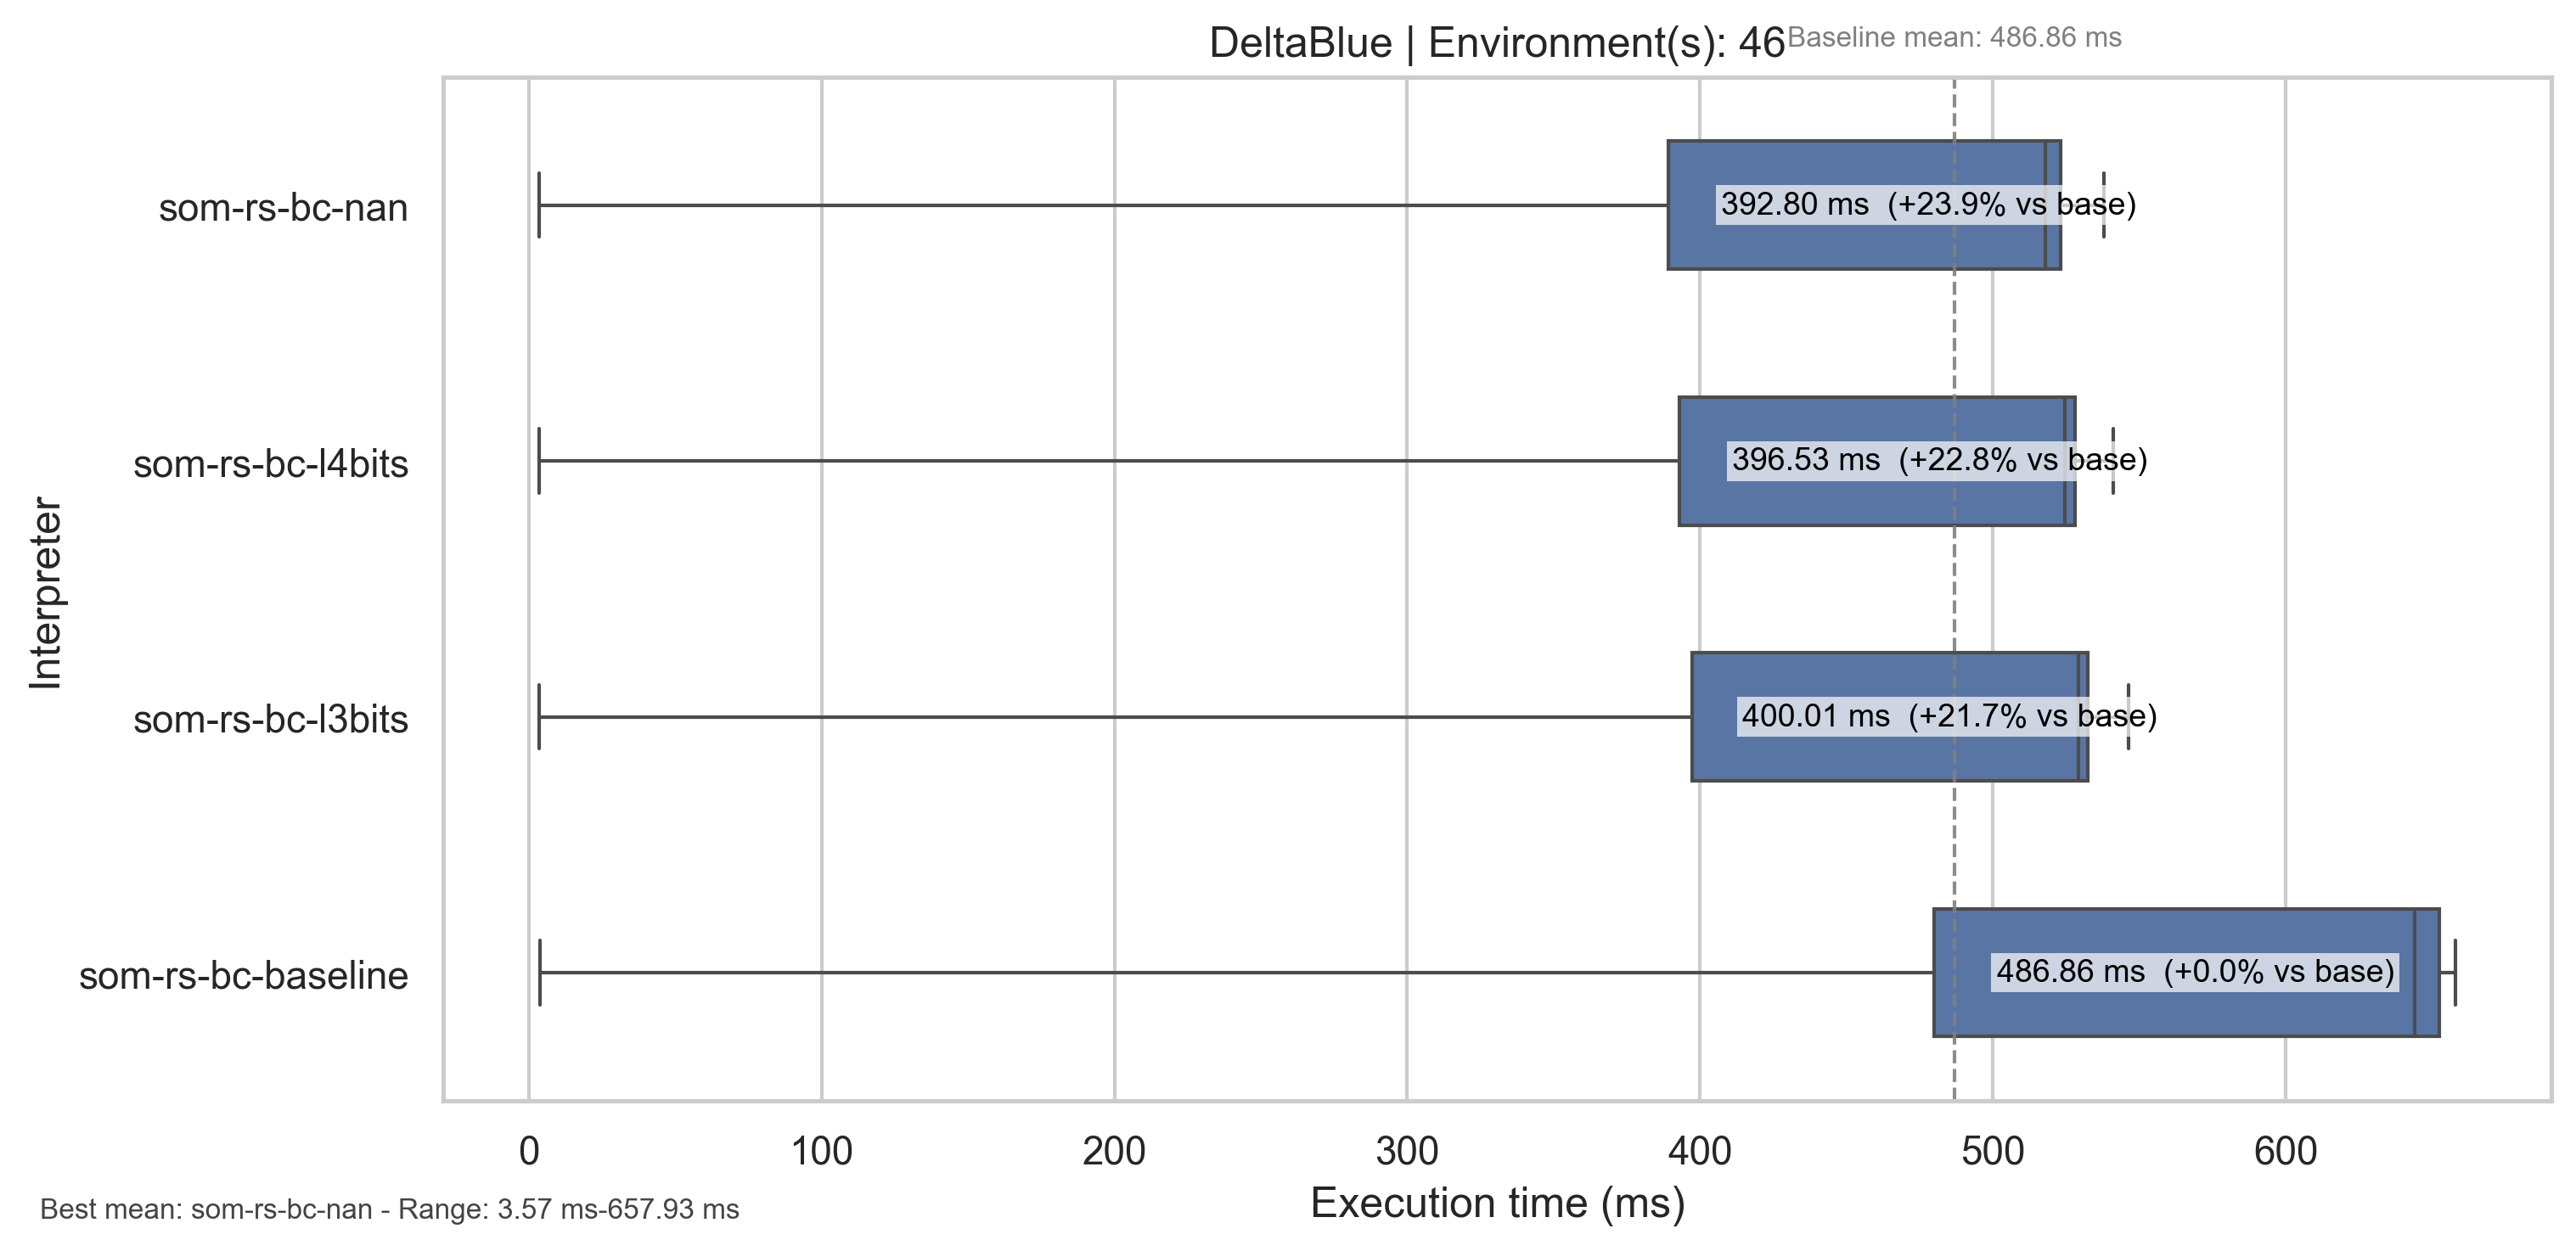 DeltaBlue | Environment(s): 46
Baseline mean: 486.86 ms
Interpreter
som-rs-bc-nan
392.80 ms (+23.9% vs base)
som-rs-bc-l4bits
396.53 ms (+22.8% vs base)
som-rs-bc-l3bits
400.01 ms (+21.7% vs base)
som-rs-bc-baseline
486.86 ms (+0.0% vs base)
0 100 200 300 400 500 600
Execution time (ms)
Best mean: som-rs-bc-nan - Range: 3.57 ms-657.93 ms